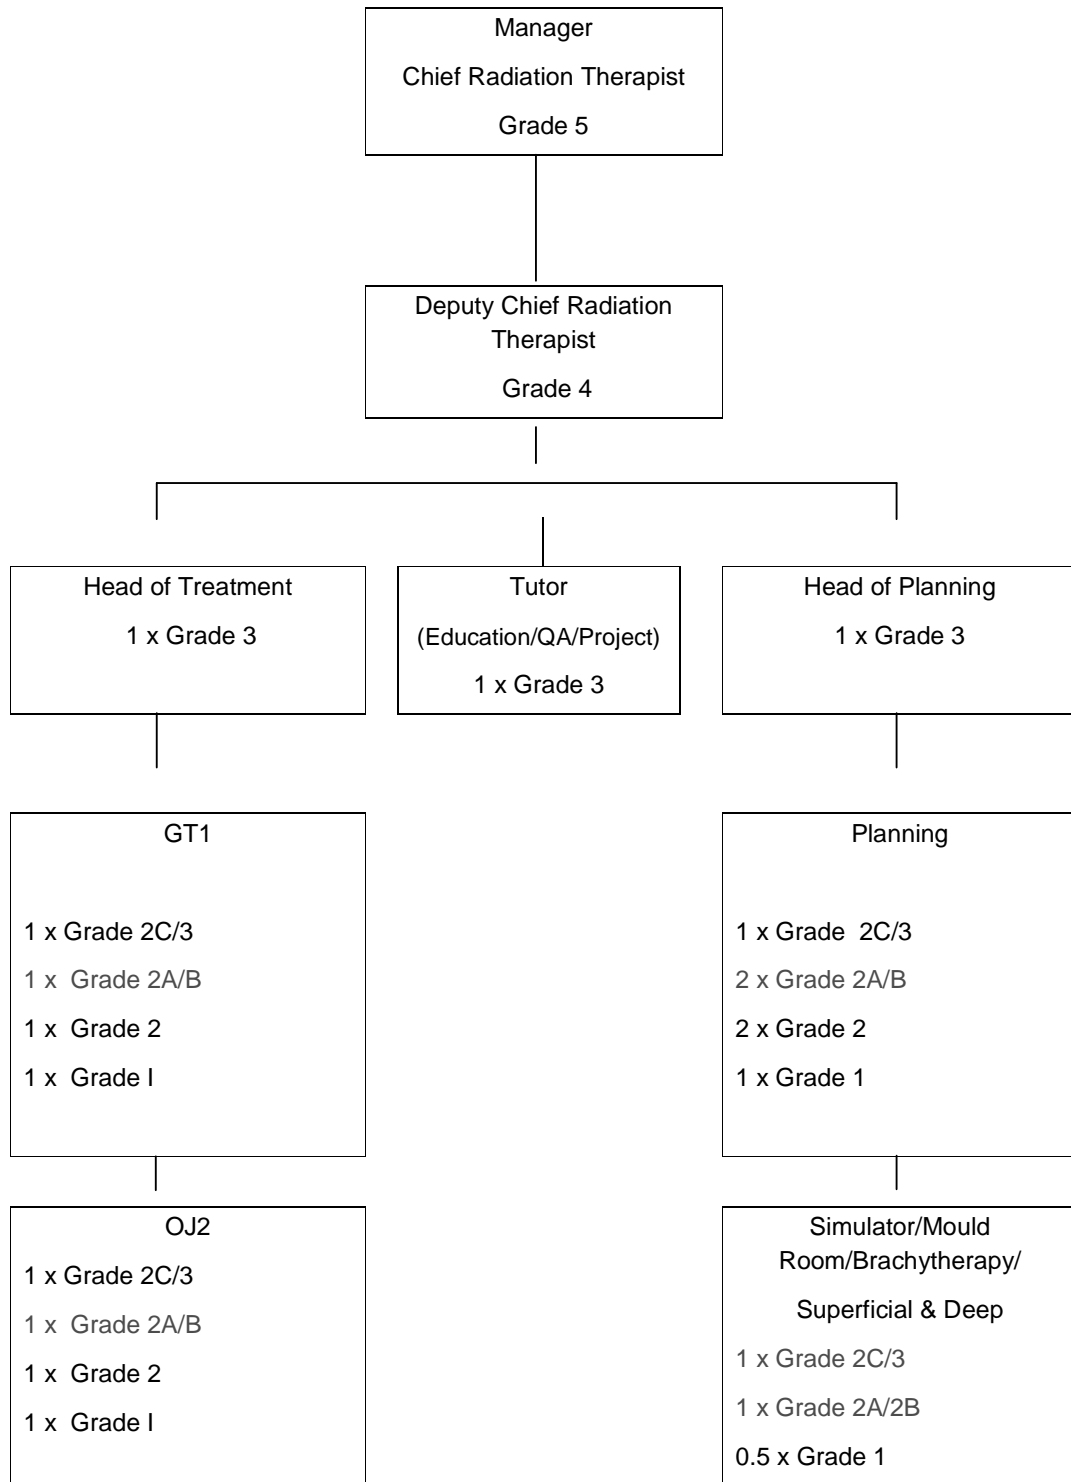 Manager
Chief Radiation Therapist
Grade 5
Deputy Chief Radiation
Therapist
Grade 4
Head of Treatment
1 x Grade 3
Tutor
(Education/QA/Project)
1 x Grade 3
Head of Planning
1 x Grade 3
GT1
1 x Grade 2C/3
1 x  Grade 2A/B
1 x  Grade 2
1 x  Grade I
Planning
1 x Grade  2C/3
2 x Grade 2A/B
2 x Grade 2
1 x Grade 1
OJ2
1 x Grade 2C/3
1 x  Grade 2A/B
1 x  Grade 2
1 x  Grade I
Simulator/Mould
Room/Brachytherapy/
Superficial & Deep
1 x Grade 2C/3
1 x Grade 2A/2B
0.5 x Grade 1